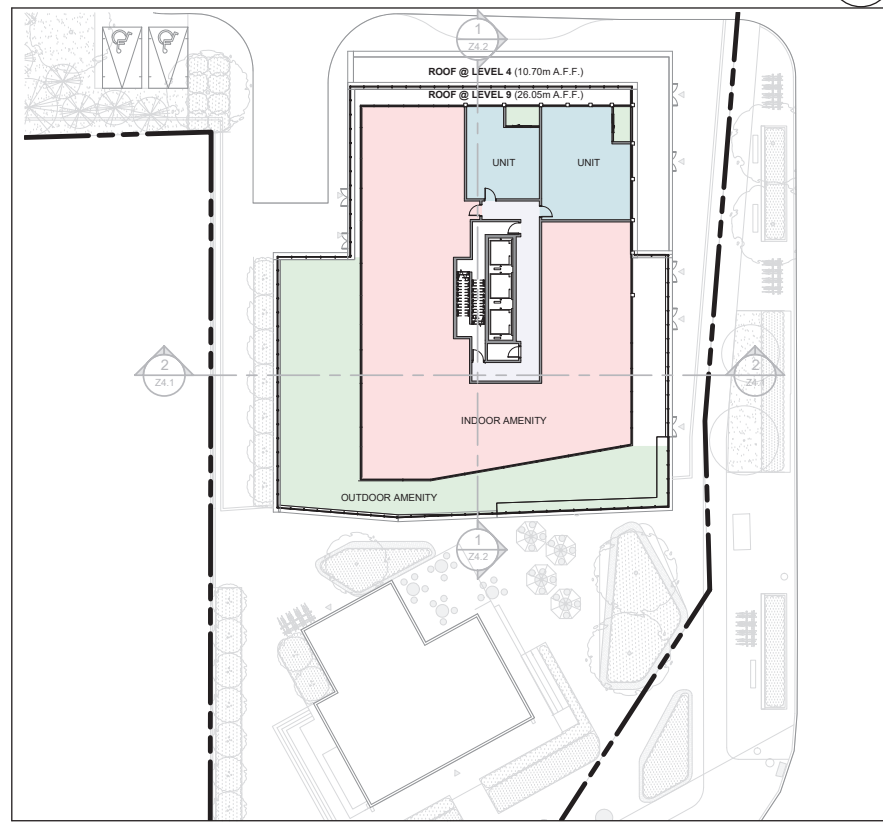 1
Z4.2
ROOF @ LEVEL 4 (10.70m A.F.F.)
ROOF @ LEVEL 9 (26.05m A.F.F.)
UNIT
UNIT
2
Z4.1
2
Z4.1
INDOOR AMENITY
OUTDOOR AMENITY
1
Z4.2